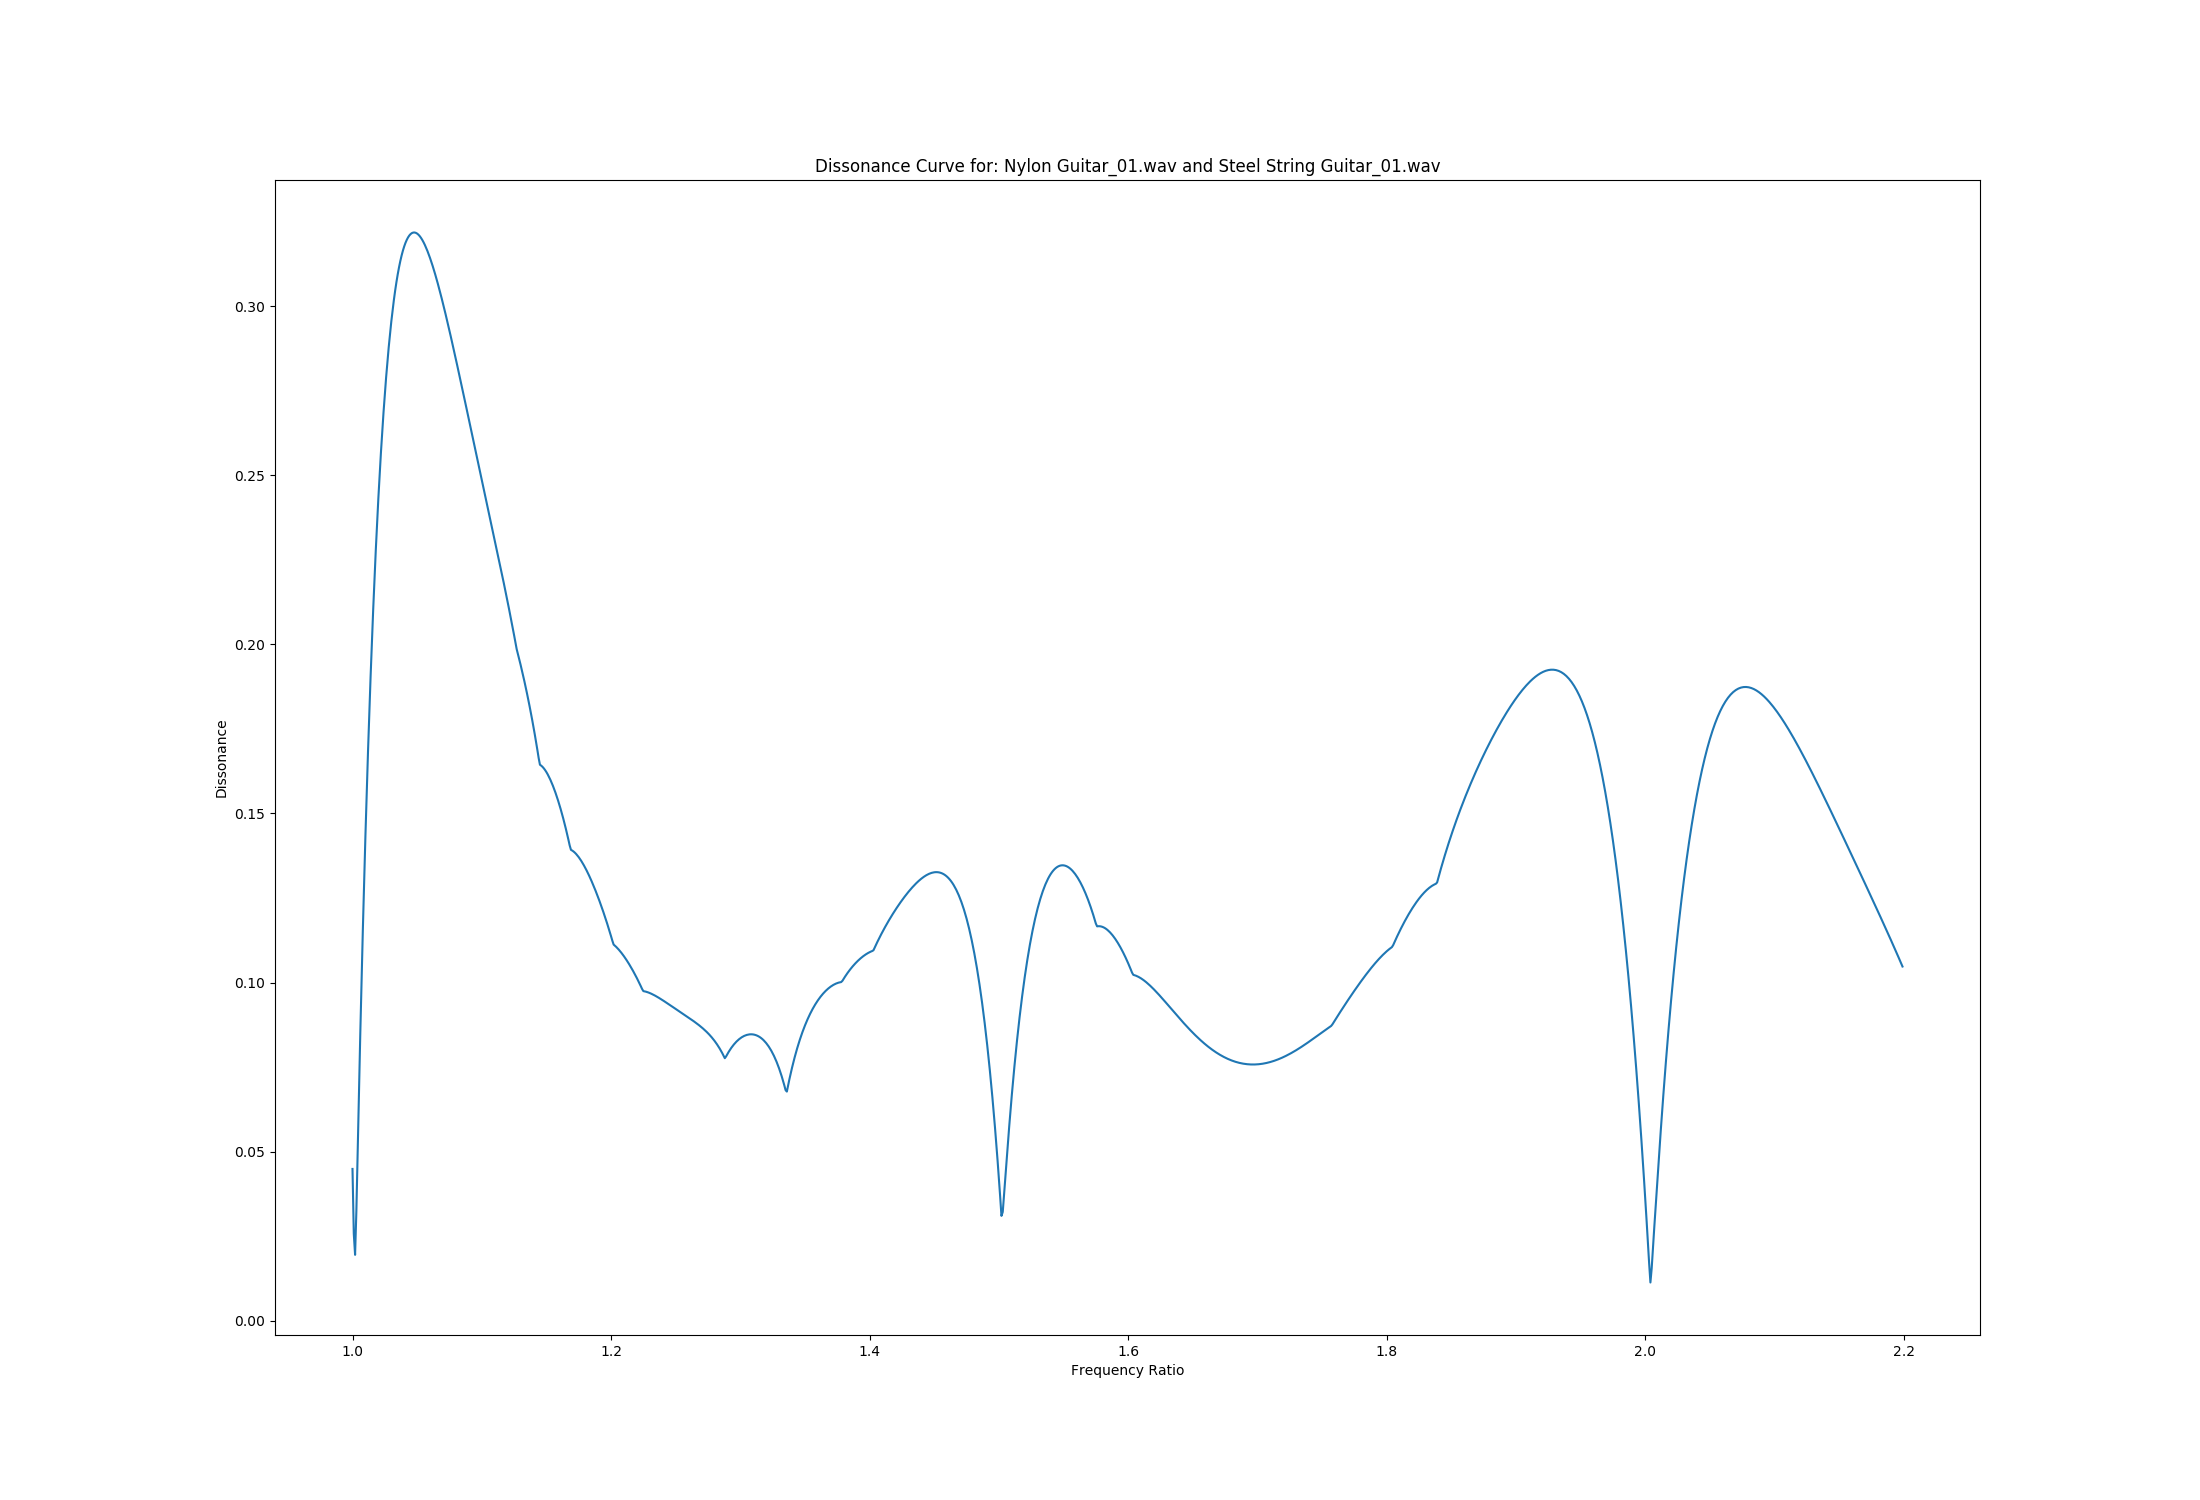 Dissonance Curve for: Nylon Guitar_01.wav and Steel String Guitar_01.wav
0.30
0.25
0.20
0.15
0.10
0.05
0.00
Dissonance
1.0 1.2 1.4 1.6 1.8 2.0 2.2
Frequency Ratio